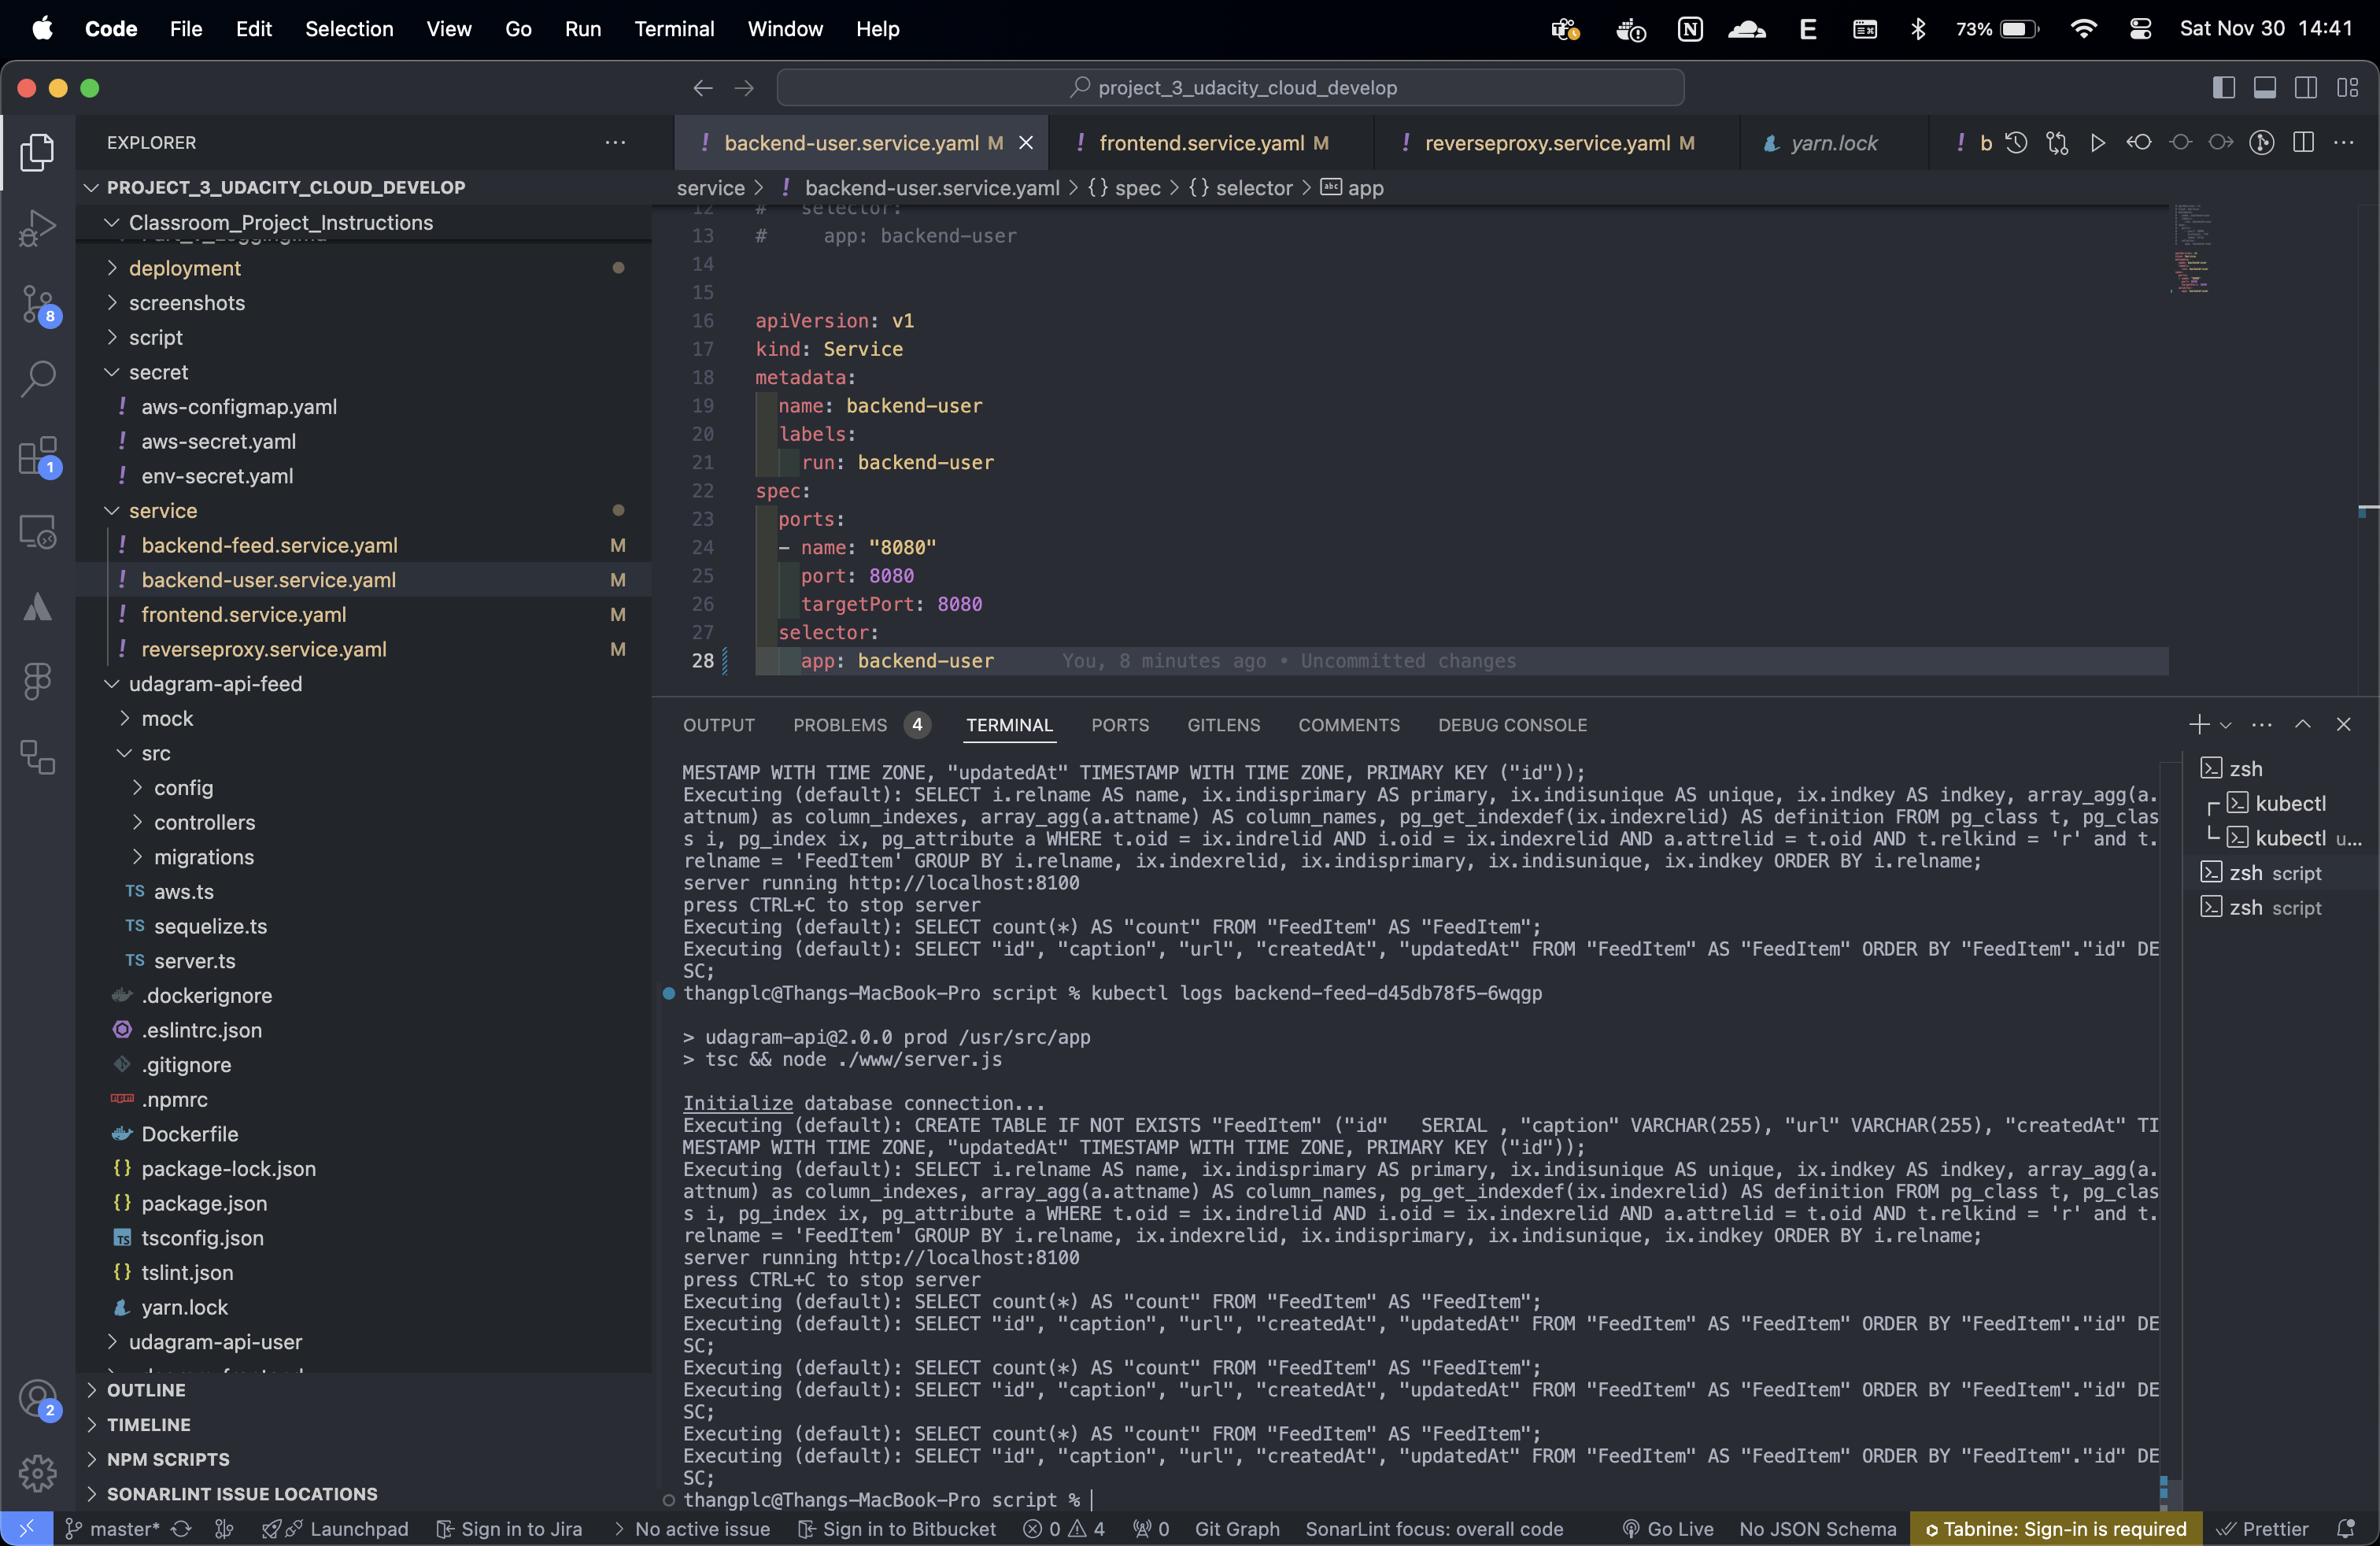 Code File Edit Selection View Go Run Terminal Window Help 73% Sat Nov 30 14:41
project_3_udacity_cloud_develop
EXPLORER
PROJECT_3_UDACITY_CLOUD_DEVELOP
Classroom_Project_Instructions
deployment
screenshots
script
secret
aws-configmap.yaml
aws-secret.yaml
env-secret.yaml
service
backend-feed.service.yaml M
backend-user.service.yaml M
frontend.service.yaml M
reverseproxy.service.yaml M
udagram-api-feed
mock
src
config
controllers
migrations
TS aws.ts
TS sequelize.ts
TS server.ts
.dockerignore
.eslintrc.json
.gitignore
.npmrc
Dockerfile
{} package-lock.json
{} package.json
tsconfig.json
{} tslint.json
yarn.lock
udagram-api-user
OUTLINE
TIMELINE
NPM SCRIPTS
SONARLINT ISSUE LOCATIONS
8
1
2
! backend-user.service.yaml M ! frontend.service.yaml M ! reverseproxy.service.yaml M yarn.lock ! b
service > ! backend-user.service.yaml > {} spec > {} selector > abc app
12 # selector:
13 # app: backend-user
14
15
16 apiVersion: v1
17 kind: Service
18 metadata:
19 name: backend-user
20 labels:
21 run: backend-user
22 spec:
23 ports:
24 - name: "8080"
25 port: 8080
26 targetPort: 8080
27 selector:
28 app: backend-user You, 8 minutes ago • Uncommitted changes
OUTPUT PROBLEMS 4 TERMINAL PORTS GITLENS COMMENTS DEBUG CONSOLE
MESTAMP WITH TIME ZONE, "updatedAt" TIMESTAMP WITH TIME ZONE, PRIMARY KEY ("id"));
Executing (default): SELECT i.relname AS name, ix.indisprimary AS primary, ix.indisunique AS unique, ix.indkey AS indkey, array_agg(a.
attnum) as column_indexes, array_agg(a.attname) AS column_names, pg_get_indexdef(ix.indexrelid) AS definition FROM pg_class t, pg_clas
s i, pg_index ix, pg_attribute a WHERE t.oid = ix.indrelid AND i.oid = ix.indexrelid AND a.attrelid = t.oid AND t.relkind = 'r' and t.
relname = 'FeedItem' GROUP BY i.relname, ix.indexrelid, ix.indisprimary, ix.indisunique, ix.indkey ORDER BY i.relname;
server running http://localhost:8100
press CTRL+C to stop server
Executing (default): SELECT count(*) AS "count" FROM "FeedItem" AS "FeedItem";
Executing (default): SELECT "id", "caption", "url", "createdAt", "updatedAt" FROM "FeedItem" AS "FeedItem" ORDER BY "FeedItem"."id" DE
SC;
thangplc@Thangs-MacBook-Pro script % kubectl logs backend-feed-d45db78f5-6wqgp
> udagram-api@2.0.0 prod /usr/src/app
> tsc && node ./www/server.js
Initialize database connection...
Executing (default): CREATE TABLE IF NOT EXISTS "FeedItem" ("id"   SERIAL , "caption" VARCHAR(255), "url" VARCHAR(255), "createdAt" TI
MESTAMP WITH TIME ZONE, "updatedAt" TIMESTAMP WITH TIME ZONE, PRIMARY KEY ("id"));
Executing (default): SELECT i.relname AS name, ix.indisprimary AS primary, ix.indisunique AS unique, ix.indkey AS indkey, array_agg(a.
attnum) as column_indexes, array_agg(a.attname) AS column_names, pg_get_indexdef(ix.indexrelid) AS definition FROM pg_class t, pg_clas
s i, pg_index ix, pg_attribute a WHERE t.oid = ix.indrelid AND i.oid = ix.indexrelid AND a.attrelid = t.oid AND t.relkind = 'r' and t.
relname = 'FeedItem' GROUP BY i.relname, ix.indexrelid, ix.indisprimary, ix.indisunique, ix.indkey ORDER BY i.relname;
server running http://localhost:8100
press CTRL+C to stop server
Executing (default): SELECT count(*) AS "count" FROM "FeedItem" AS "FeedItem";
Executing (default): SELECT "id", "caption", "url", "createdAt", "updatedAt" FROM "FeedItem" AS "FeedItem" ORDER BY "FeedItem"."id" DE
SC;
Executing (default): SELECT count(*) AS "count" FROM "FeedItem" AS "FeedItem";
Executing (default): SELECT "id", "caption", "url", "createdAt", "updatedAt" FROM "FeedItem" AS "FeedItem" ORDER BY "FeedItem"."id" DE
SC;
Executing (default): SELECT count(*) AS "count" FROM "FeedItem" AS "FeedItem";
Executing (default): SELECT "id", "caption", "url", "createdAt", "updatedAt" FROM "FeedItem" AS "FeedItem" ORDER BY "FeedItem"."id" DE
SC;
thangplc@Thangs-MacBook-Pro script %
zsh
kubectl
kubectl u...
zsh script
zsh script
master* Launchpad Sign in to Jira No active issue Sign in to Bitbucket 0 4 0 Git Graph SonarLint focus: overall code Go Live No JSON Schema Tabnine: Sign-in is required Prettier